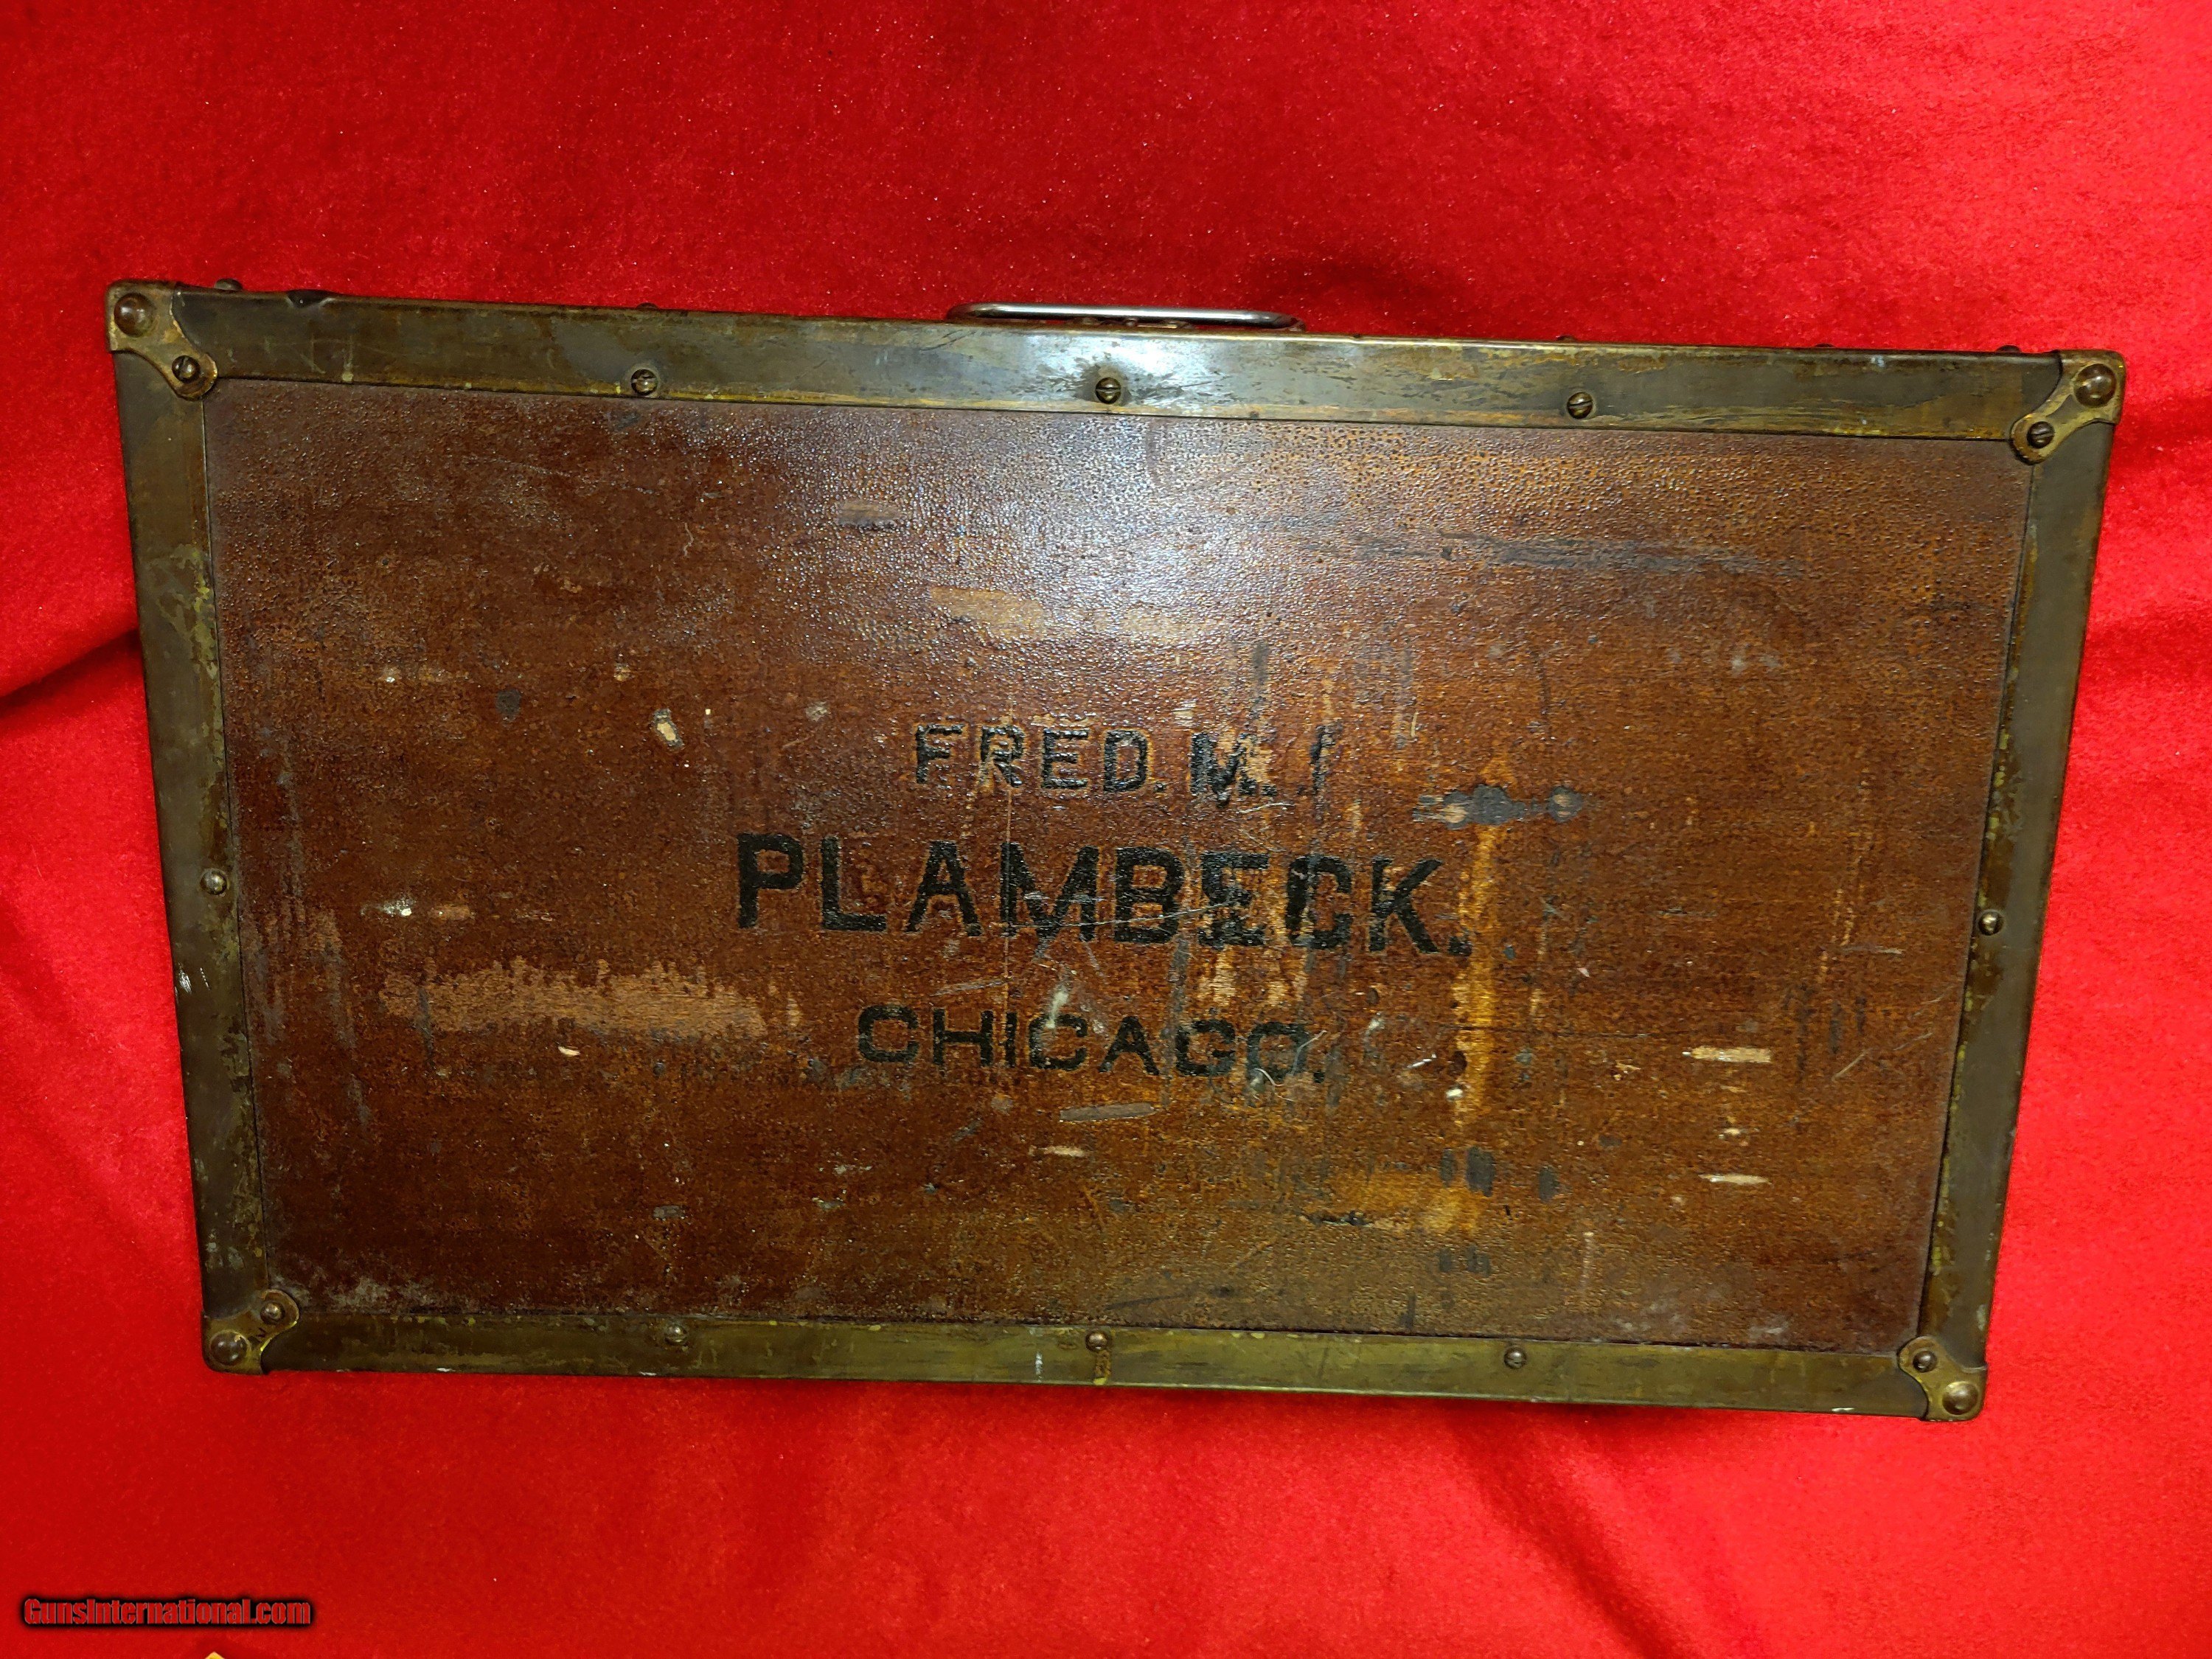 FRED. M.
PLAMBECK.
CHICAGO.
GunsInternational.com